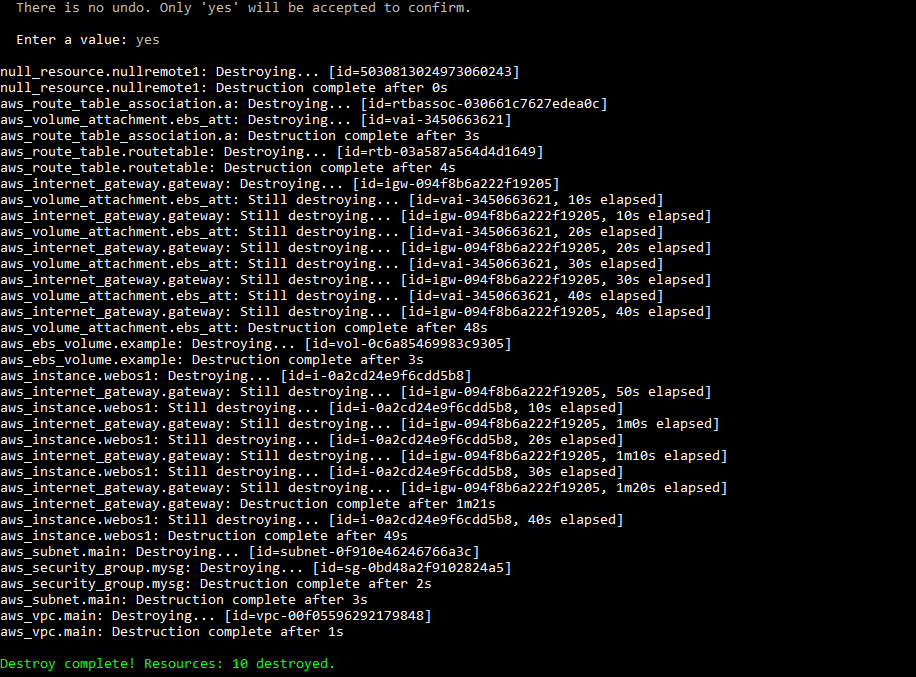 There is no undo. Only 'yes' will be accepted to confirm.
Enter a value: yes
null_resource.nullremote1: Destroying... [id=5030813024973060243]
null_resource.nullremote1: Destruction complete after 0s
aws_route_table_association.a: Destroying... [id=rtbassoc-030661c7627edea0c]
aws_volume_attachment.ebs_att: Destroying... [id=vai-3450663621]
aws_route_table_association.a: Destruction complete after 3s
aws_route_table.routetable: Destroying... [id=rtb-03a587a564d4d1649]
aws_route_table.routetable: Destruction complete after 4s
aws_internet_gateway.gateway: Destroying... [id=igw-094f8b6a222f19205]
aws_volume_attachment.ebs_att: Still destroying... [id=vai-3450663621, 10s elapsed]
aws_internet_gateway.gateway: Still destroying... [id=igw-094f8b6a222f19205, 10s elapsed]
aws_volume_attachment.ebs_att: Still destroying... [id=vai-3450663621, 20s elapsed]
aws_internet_gateway.gateway: Still destroying... [id=igw-094f8b6a222f19205, 20s elapsed]
aws_volume_attachment.ebs_att: Still destroying... [id=vai-3450663621, 30s elapsed]
aws_internet_gateway.gateway: Still destroying... [id=igw-094f8b6a222f19205, 30s elapsed]
aws_volume_attachment.ebs_att: Still destroying... [id=vai-3450663621, 40s elapsed]
aws_internet_gateway.gateway: Still destroying... [id=igw-094f8b6a222f19205, 40s elapsed]
aws_volume_attachment.ebs_att: Destruction complete after 48s
aws_ebs_volume.example: Destroying... [id=vol-0c6a85469983c9305]
aws_ebs_volume.example: Destruction complete after 3s
aws_instance.webos1: Destroying... [id=i-0a2cd24e9f6cdd5b8]
aws_internet_gateway.gateway: Still destroying... [id=igw-094f8b6a222f19205, 50s elapsed]
aws_instance.webos1: Still destroying... [id=i-0a2cd24e9f6cdd5b8, 10s elapsed]
aws_internet_gateway.gateway: Still destroying... [id=igw-094f8b6a222f19205, 1m0s elapsed]
aws_instance.webos1: Still destroying... [id=i-0a2cd24e9f6cdd5b8, 20s elapsed]
aws_internet_gateway.gateway: Still destroying... [id=igw-094f8b6a222f19205, 1m10s elapsed]
aws_instance.webos1: Still destroying... [id=i-0a2cd24e9f6cdd5b8, 30s elapsed]
aws_internet_gateway.gateway: Still destroying... [id=igw-094f8b6a222f19205, 1m20s elapsed]
aws_internet_gateway.gateway: Destruction complete after 1m21s
aws_instance.webos1: Still destroying... [id=i-0a2cd24e9f6cdd5b8, 40s elapsed]
aws_instance.webos1: Destruction complete after 49s
aws_subnet.main: Destroying... [id=subnet-0f910e46246766a3c]
aws_security_group.mysg: Destroying... [id=sg-0bd48a2f9102824a5]
aws_security_group.mysg: Destruction complete after 2s
aws_subnet.main: Destruction complete after 3s
aws_vpc.main: Destroying... [id=vpc-00f05596292179848]
aws_vpc.main: Destruction complete after 1s
Destroy complete! Resources: 10 destroyed.